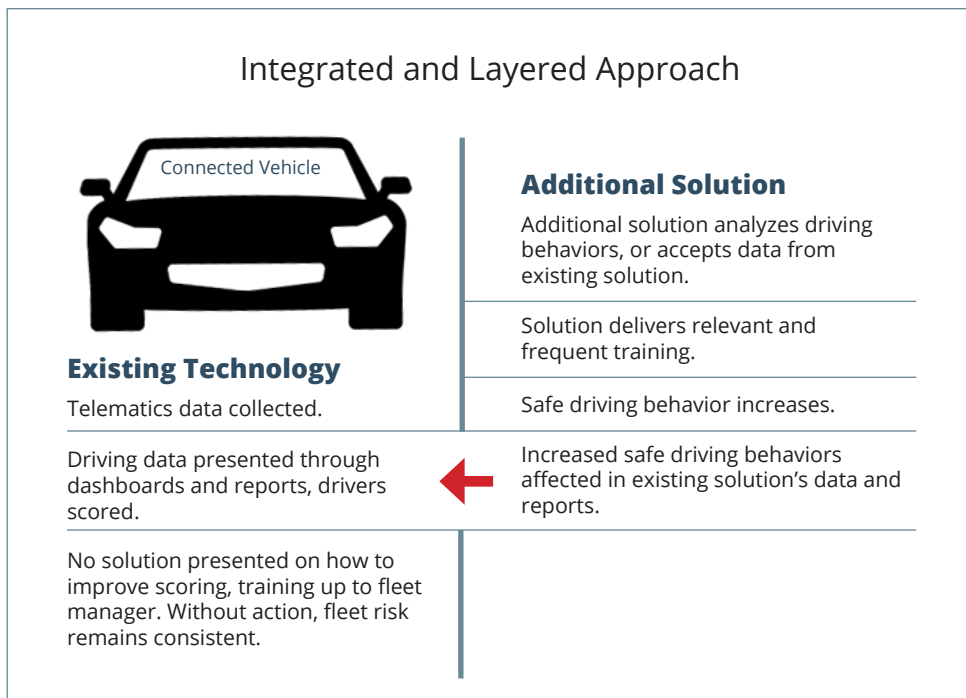 Integrated and Layered Approach
Connected Vehicle
Existing Technology
Telematics data collected.
Driving data presented through
dashboards and reports, drivers
scored.
No solution presented on how to
improve scoring, training up to fleet
manager. Without action, fleet risk
remains consistent.
Additional Solution
Additional solution analyzes driving
behaviors, or accepts data from
existing solution.
Solution delivers relevant and
frequent training.
Safe driving behavior increases.
Increased safe driving behaviors
affected in existing solution’s data and
reports.